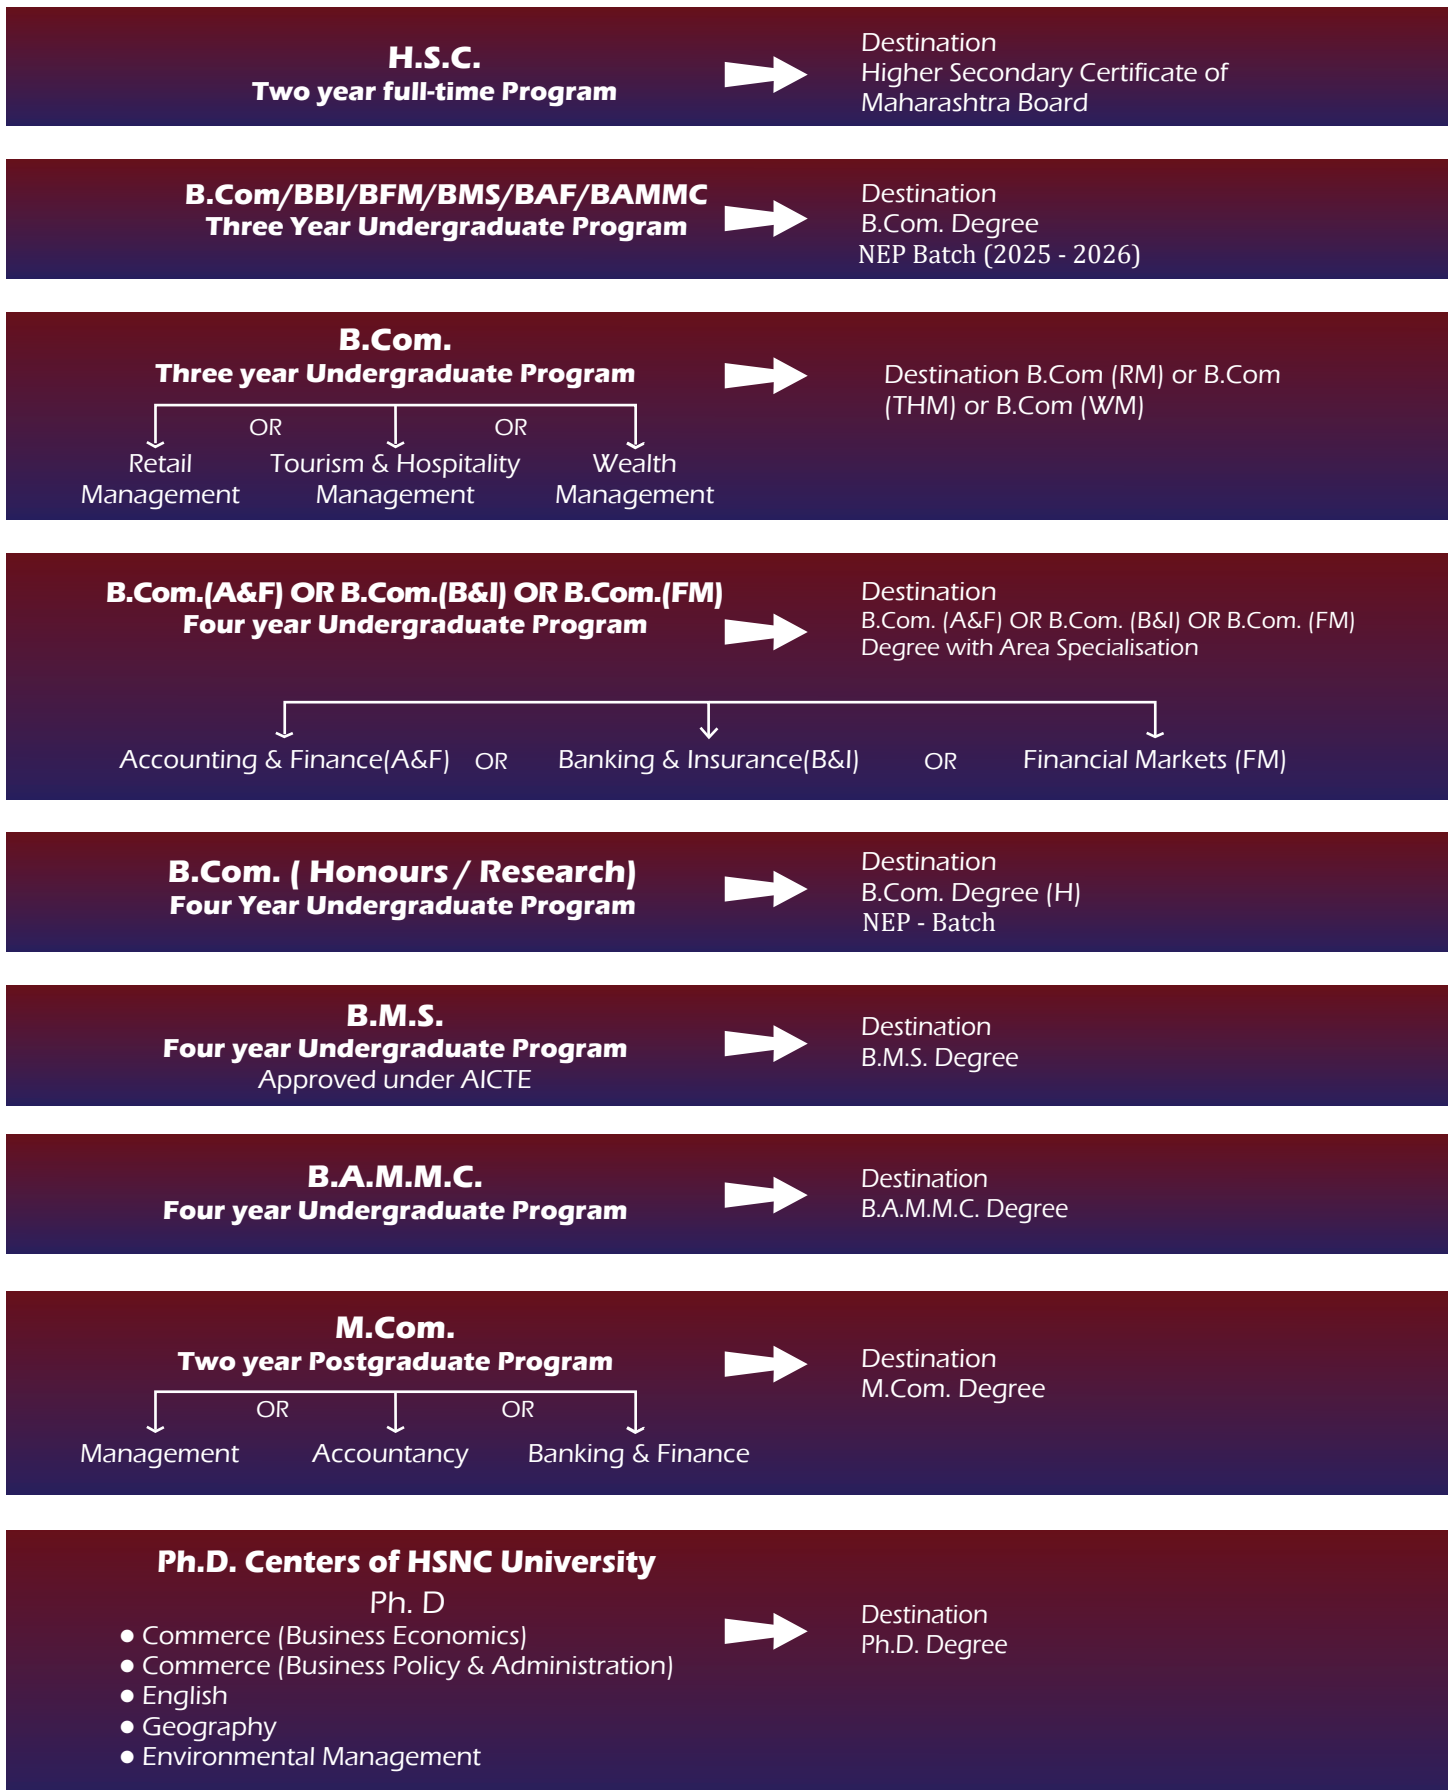 H.S.C.
Two year full-time Program
Destination
Higher Secondary Certificate of
Maharashtra Board
B.Com/BBI/BFM/BMS/BAF/BAMMC
Three Year Undergraduate Program
Destination
B.Com. Degree
NEP Batch (2025 - 2026)
B.Com.
Three year Undergraduate Program
OR OR
Retail Tourism & Hospitality Wealth
Management Management Management
Destination B.Com (RM) or B.Com
(THM) or B.Com (WM)
B.Com.(A&F) OR B.Com.(B&I) OR B.Com.(FM)
Four year Undergraduate Program
Destination
B.Com. (A&F) OR B.Com. (B&I) OR B.Com. (FM)
Degree with Area Specialisation
Accounting & Finance(A&F) OR Banking & Insurance(B&I) OR Financial Markets (FM)
B.Com. ( Honours / Research)
Four Year Undergraduate Program
Destination
B.Com. Degree (H)
NEP - Batch
B.M.S.
Four year Undergraduate Program
Approved under AICTE
Destination
B.M.S. Degree
B.A.M.M.C.
Four year Undergraduate Program
Destination
B.A.M.M.C. Degree
M.Com.
Two year Postgraduate Program
OR OR
Management Accountancy Banking & Finance
Destination
M.Com. Degree
Ph.D. Centers of HSNC University
Ph. D
● Commerce (Business Economics)
● Commerce (Business Policy & Administration)
● English
● Geography
● Environmental Management
Destination
Ph.D. Degree